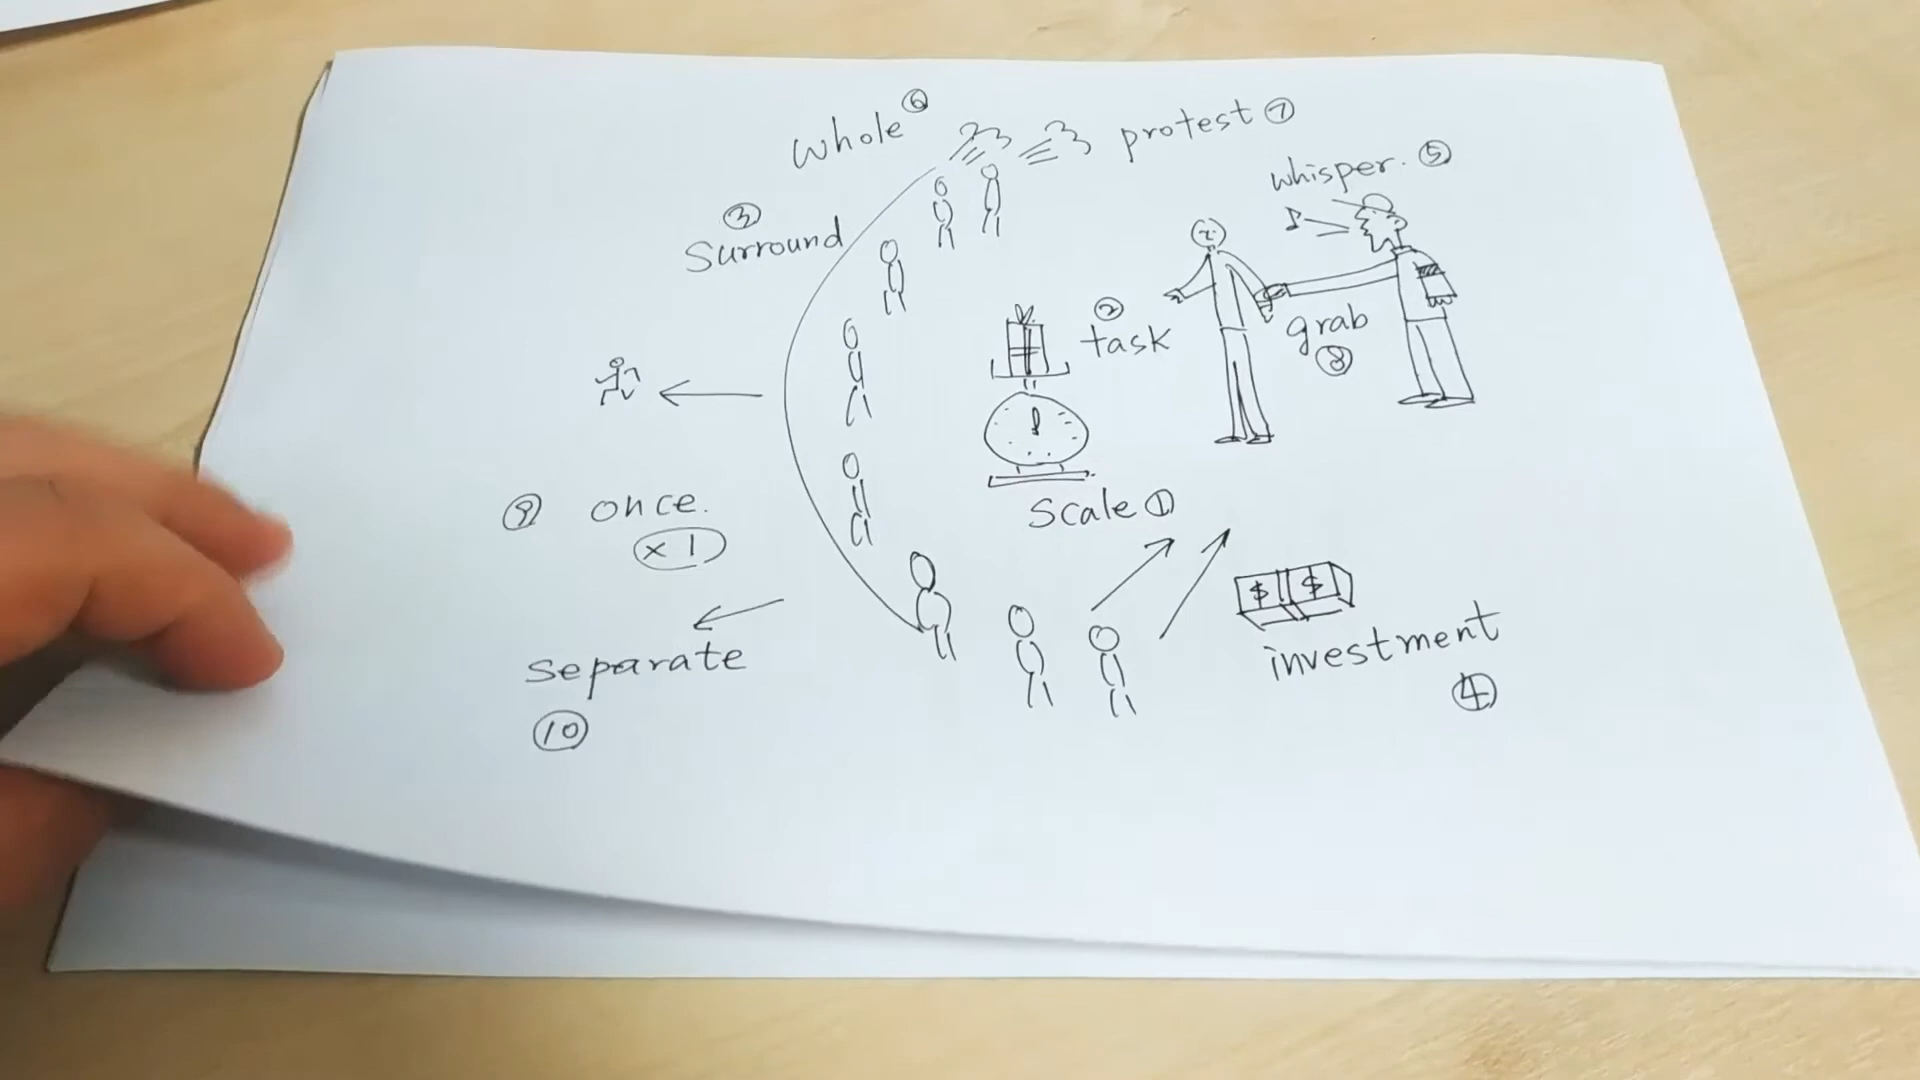 whole ⑥
protest ⑦
whisper. ⑤
③
surround
②
task
grab
⑧
⑨ once.
x 1
scale ①
$ $
investment
④
separate
⑩